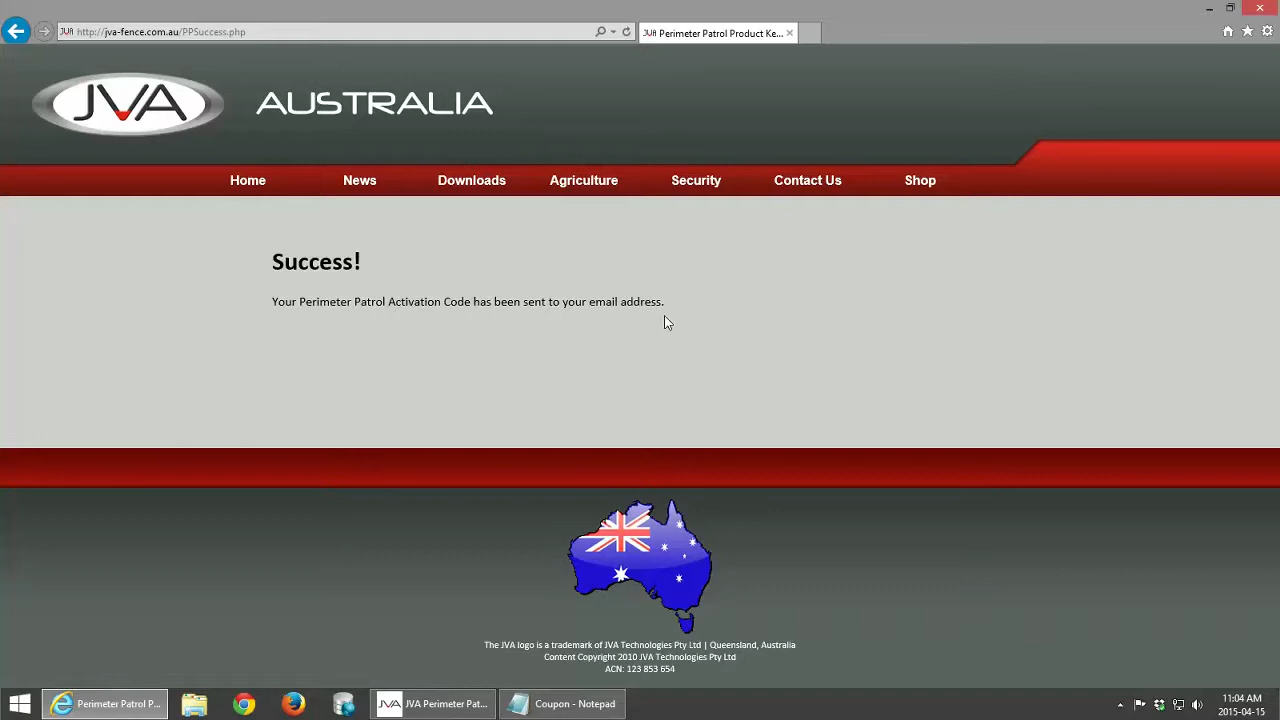 http://jva-fence.com.au/PPSuccess.php
JVA Perimeter Patrol Product Ke...
JVA AUSTRALIA
Home News Downloads Agriculture Security Contact Us Shop
Success!
Your Perimeter Patrol Activation Code has been sent to your email address.
The JVA logo is a trademark of JVA Technologies Pty Ltd | Queensland, Australia
Content Copyright 2010 JVA Technologies Pty Ltd
ACN: 123 853 654
Perimeter Patrol P...
JVA JVA Perimeter Pat...
Coupon - Notepad
11:04 AM
2015-04-15